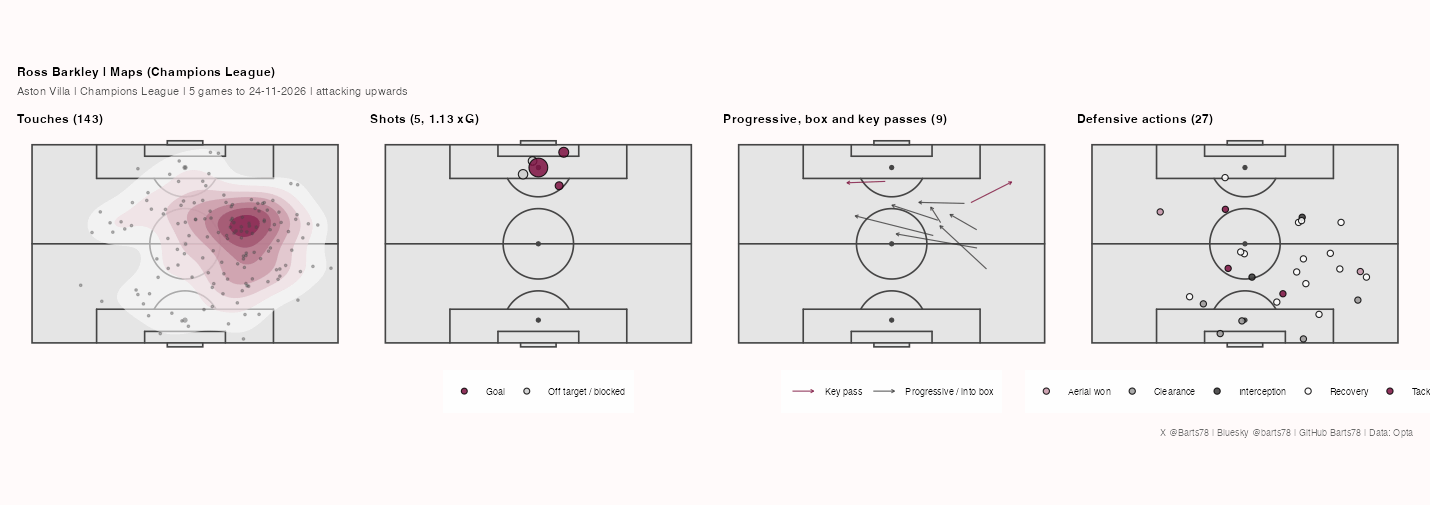 Ross Barkley | Maps (Champions League)
Aston Villa | Champions League | 5 games to 24-11-2026 | attacking upwards
Touches (143)
Shots (5, 1.13 xG)
Progressive, box and key passes (9)
Defensive actions (27)
Goal
Off target / blocked
Key pass
Progressive / into box
Aerial won
Clearance
Interception
Recovery
Tack
X @Barts78 | Bluesky @barts78 | GitHub Barts78 | Data: Opta